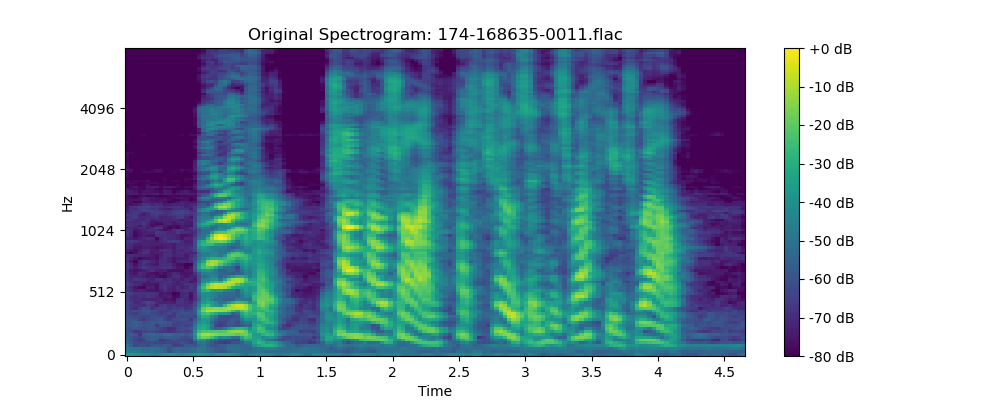 Original Spectrogram: 174-168635-0011.flac
Hz
4096
2048
1024
512
0
0 1 1.5 2 2.5 3 3.5 4 4.5
0.5
Time
+0 dB
-10 dB
-20 dB
-30 dB
-40 dB
-50 dB
-60 dB
-70 dB
-80 dB